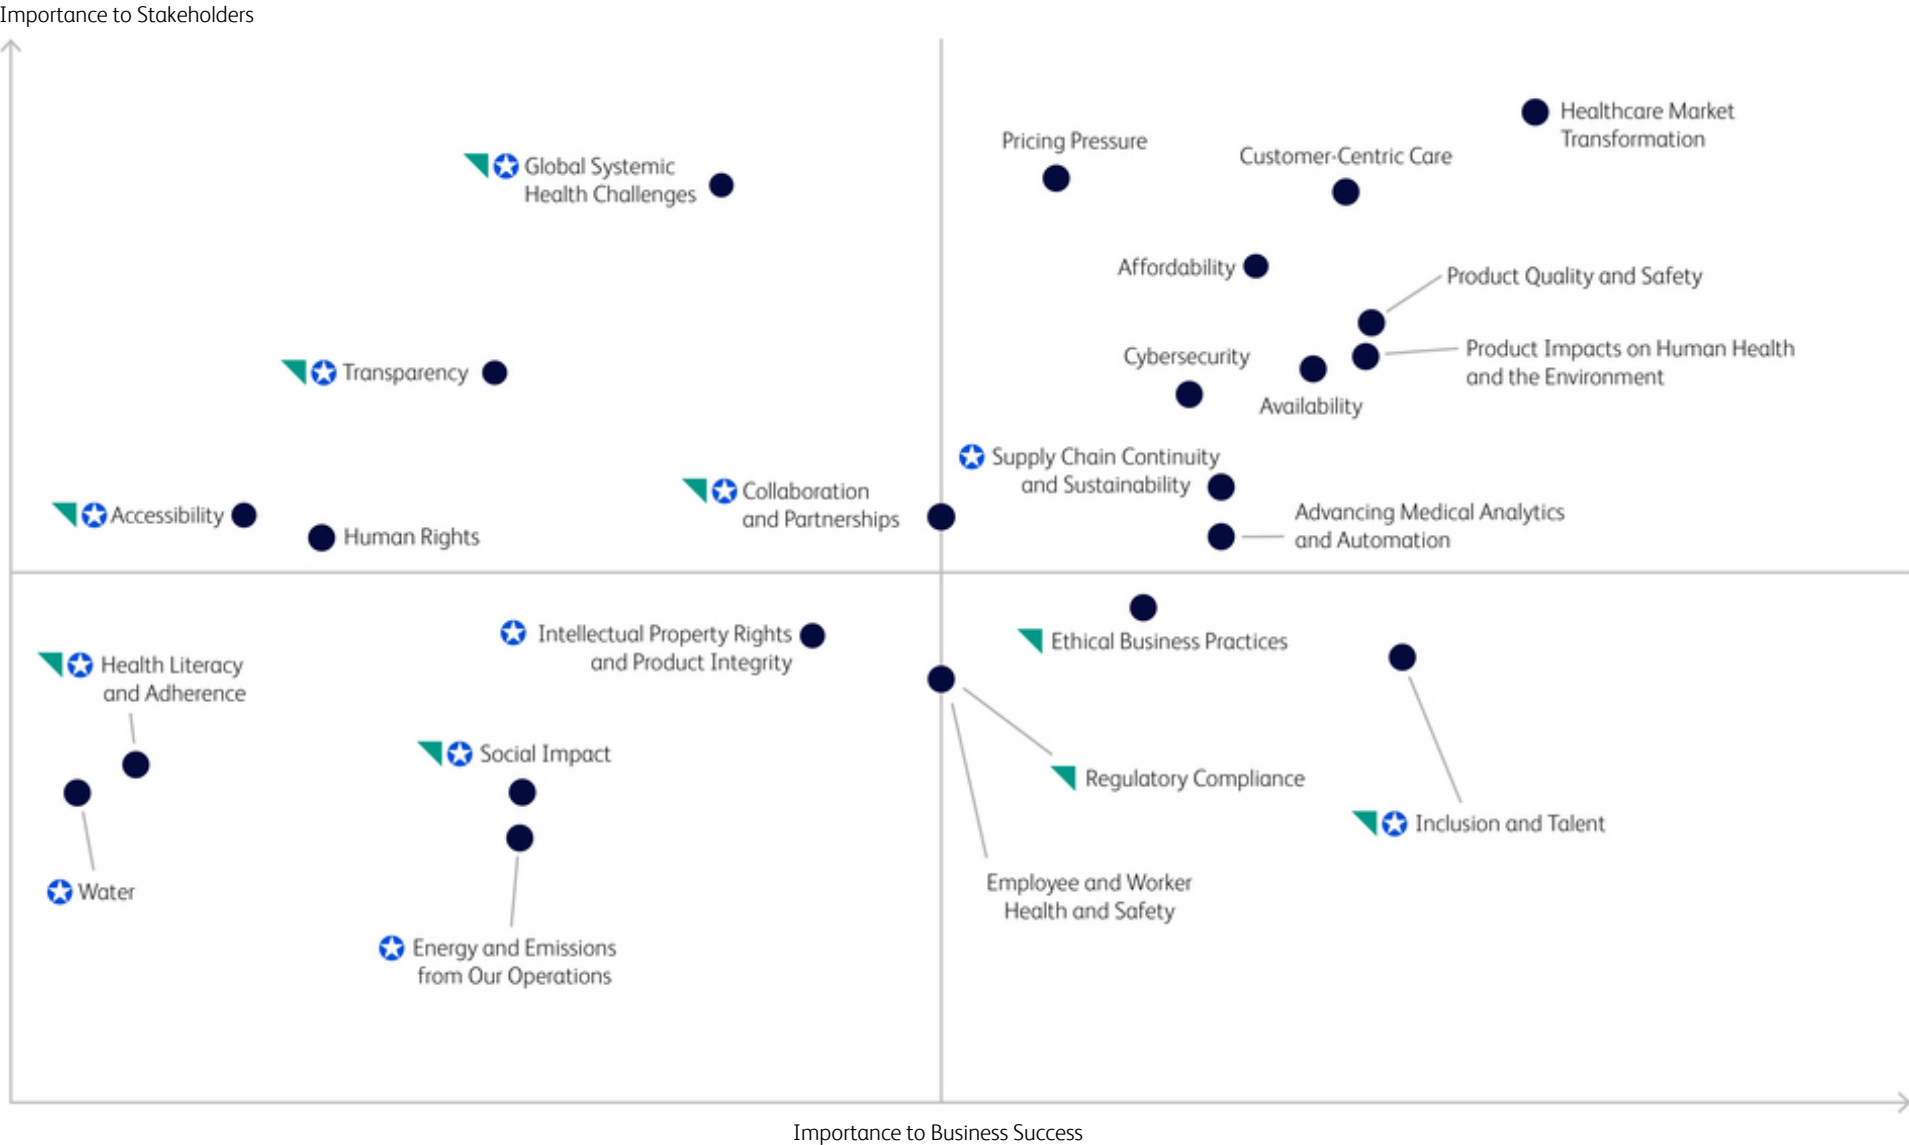 Importance to Stakeholders
Healthcare Market
Transformation
Pricing Pressure
Customer-Centric Care
Global Systemic
Health Challenges
Affordability
Product Quality and Safety
Product Impacts on Human Health
and the Environment
Cybersecurity
Transparency
Availability
Supply Chain Continuity
and Sustainability
Collaboration
and Partnerships
Advancing Medical Analytics
and Automation
Accessibility
Human Rights
Intellectual Property Rights
and Product Integrity
Ethical Business Practices
Health Literacy
and Adherence
Social Impact
Regulatory Compliance
Inclusion and Talent
Employee and Worker
Health and Safety
Water
Energy and Emissions
from Our Operations
Importance to Business Success